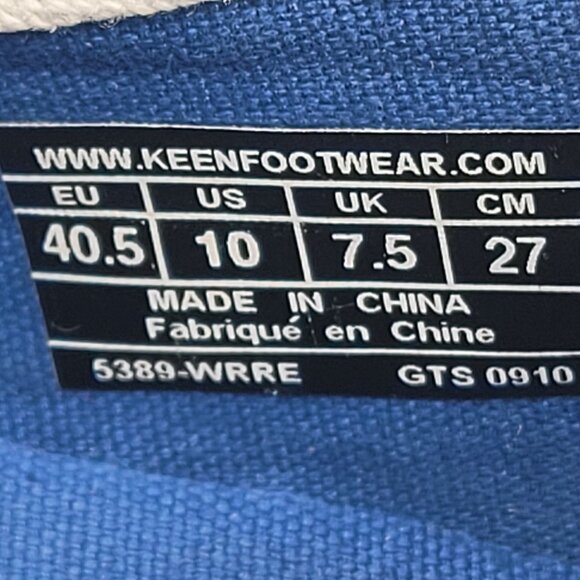 WWW.KEENFOOTWEAR.COM
EU US UK CM
40.5 10 7.5 27
MADE IN CHINA
Fabriqué en Chine
5389-WRRE GTS 0910